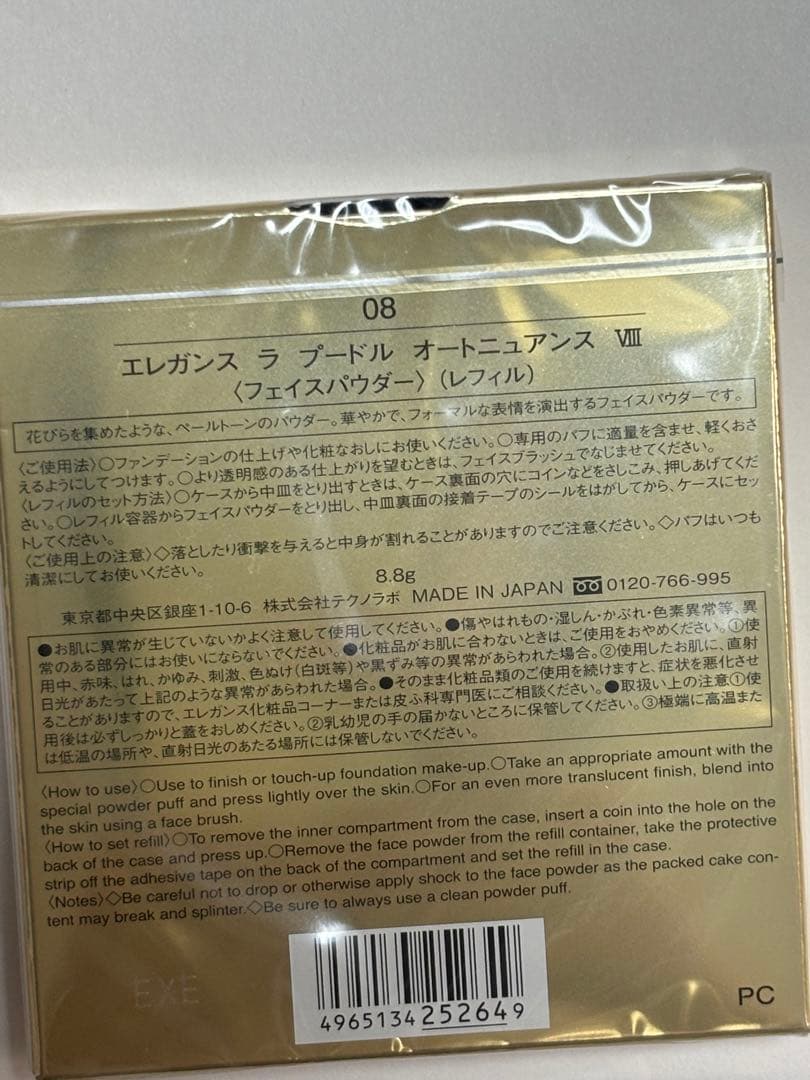 08
エレガンス ラ プードル オートニュアンス Ⅷ
〈フェイスパウダー〉(レフィル)
花びらを集めたような、ペールトーンのパウダー。華やかで、フォーマルな表情を演出するフェイスパウダーです。
〈ご使用法〉○ファンデーションの仕上げや化粧なおしにお使いください。○専用のパフに適量を含ませ、軽くおさ
えるようにしてつけます。○より透明感のある仕上がりを望むときは、フェイスブラッシュでなじませてください。
〈レフィルのセット方法〉○ケースから中皿をとり出すときは、ケース裏面の穴にコインなどをさしこみ、押しあげてくだ
さい。○レフィル容器からフェイスパウダーをとり出し、中皿裏面の接着テープのシールをはがしてから、ケースにセッ
トしてください。
〈ご使用上の注意〉◇落としたり衝撃を与えると中身が割れることがありますのでご注意ください。◇パフはいつも
清潔にしてお使いください。
8.8g
東京都中央区銀座1-10-6 株式会社テクノラボ MADE IN JAPAN 0120-766-995
●お肌に異常が生じていないかよく注意して使用してください。●傷やはれもの・湿しん・かぶれ・色素異常等、異
常のある部分にはお使いにならないでください。●化粧品がお肌に合わないときは、ご使用をおやめください。①使
用中、赤味、はれ、かゆみ、刺激、色ぬけ(白斑等)や黒ずみ等の異常があらわれた場合。②使用したお肌に、直射
日光があたって上記のような異常があらわれた場合。●そのまま化粧品類のご使用を続けますと、症状を悪化させ
ることがありますので、エレガンス化粧品コーナーまたは皮ふ科専門医にご相談ください。●取扱い上の注意①使
用後は必ずしっかりと蓋をおしめください。②乳幼児の手の届かないところに保管してください。③極端に高温また
は低温の場所や、直射日光のあたる場所には保管しないでください。
〈How to use〉○Use to finish or touch-up foundation make-up.○Take an appropriate amount with the
special powder puff and press lightly over the skin.○For an even more translucent finish, blend into
the skin using a face brush.
〈How to set refill〉○To remove the inner compartment from the case, insert a coin into the hole on the
back of the case and press up.○Remove the face powder from the refill container, take the protective
strip off the adhesive tape on the back of the compartment and set the refill in the case.
〈Notes〉◇Be careful not to drop or otherwise apply shock to the face powder as the packed cake con-
tent may break and splinter.◇Be sure to always use a clean powder puff.
EXE
4965134252649
PC